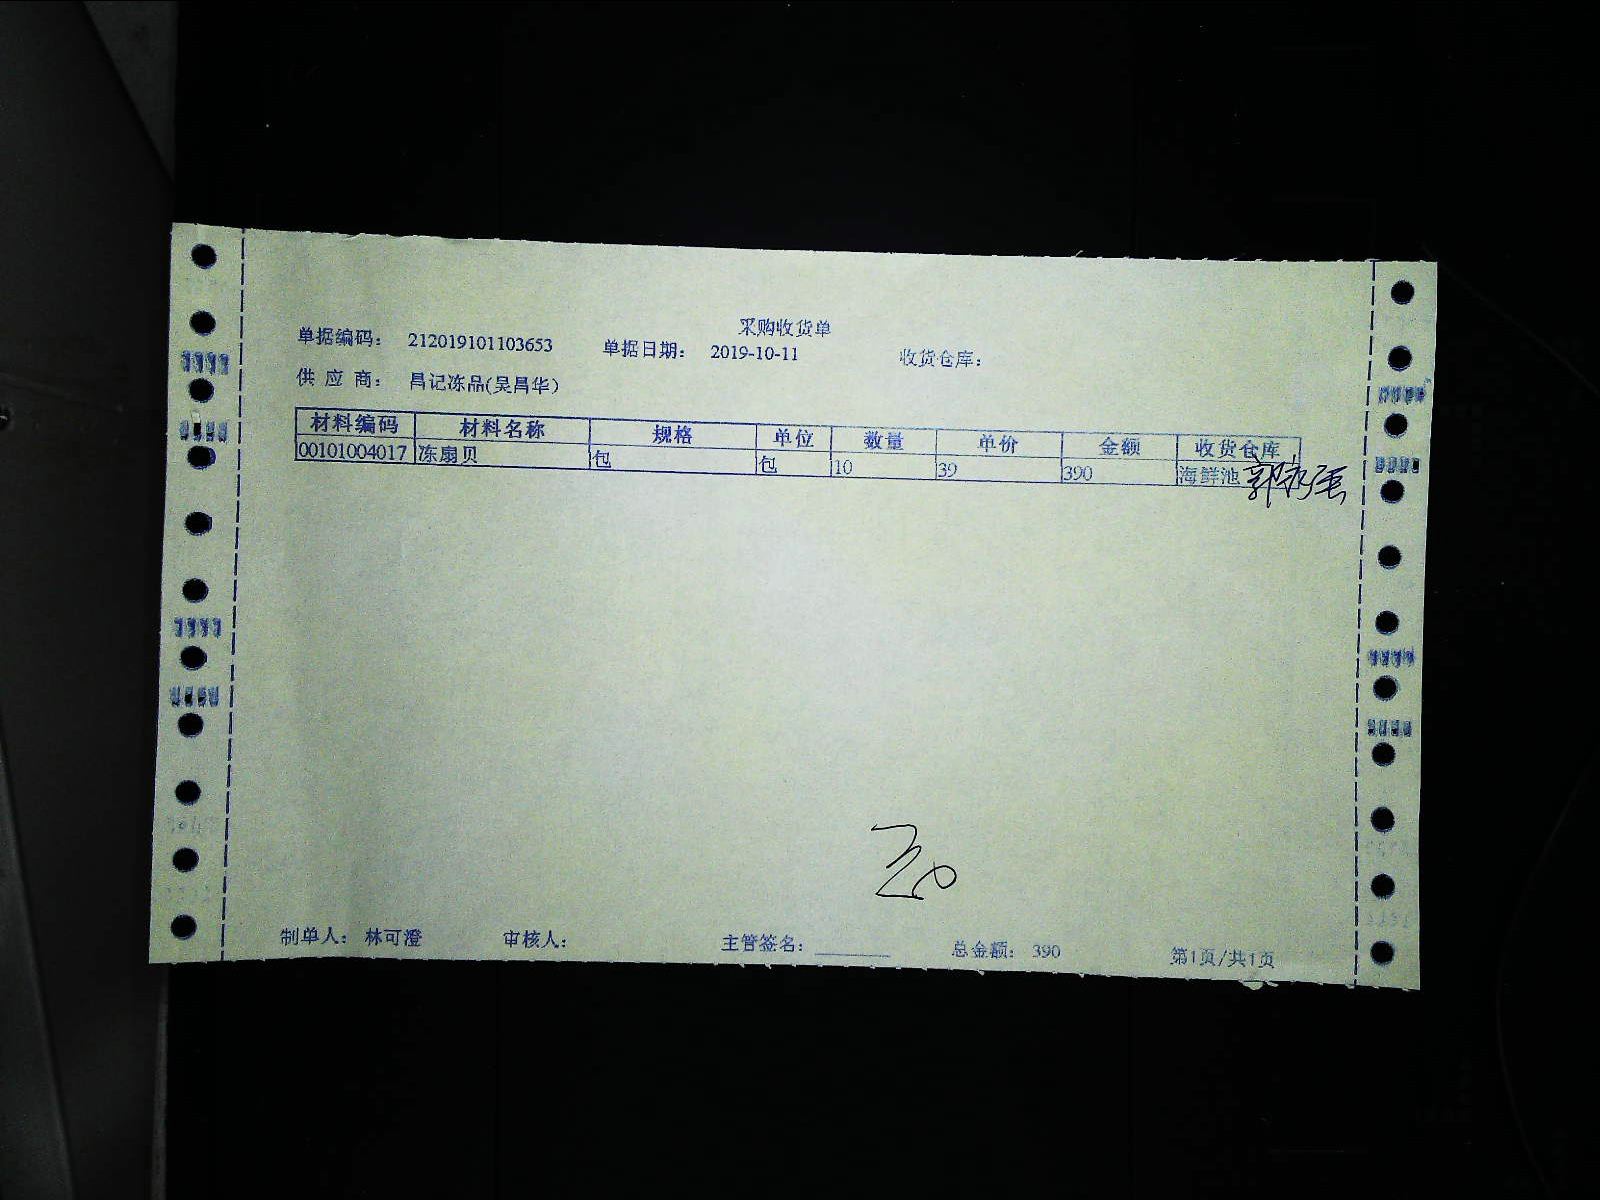 采购收货单
单据编码： 212019101103653 单据日期： 2019-10-11 收货仓库：
供 应 商： 昌记冻品(吴昌华）
材料编码 材料名称 规格 单位 数量 单价 金额 收货仓库
00101004017 冻扇贝 包 包 10 39 390 海鲜池
制单人： 林可澄 审核人： 主管签名： 总金额： 390 第1页/共1页